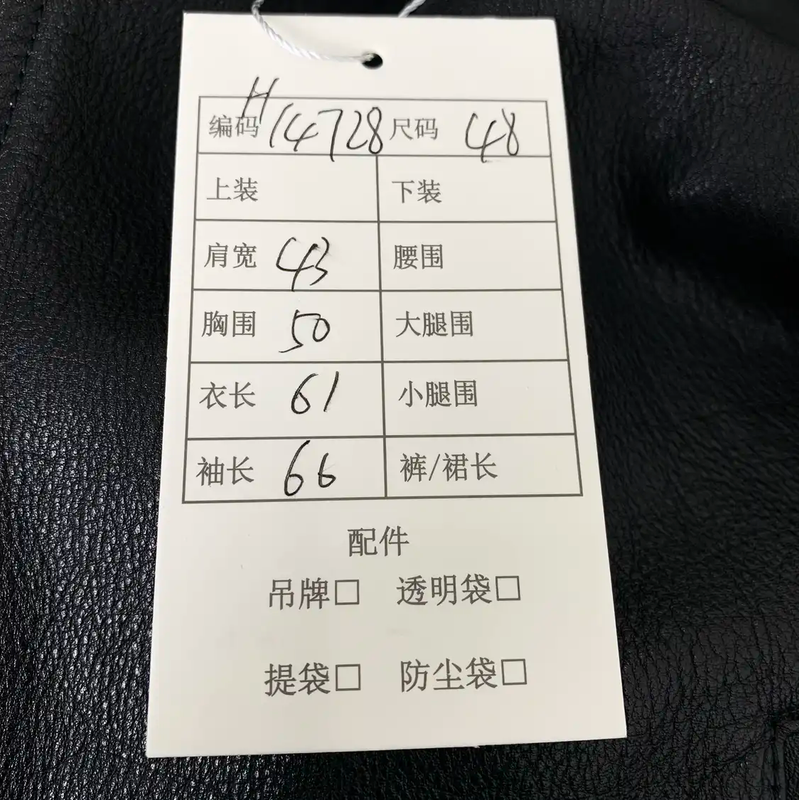 编码 H14728 尺码 48
上装 下装
肩宽 43 腰围
胸围 50 大腿围
衣长 61 小腿围
袖长 66 裤/裙长
配件
吊牌□ 透明袋□
提袋□ 防尘袋□